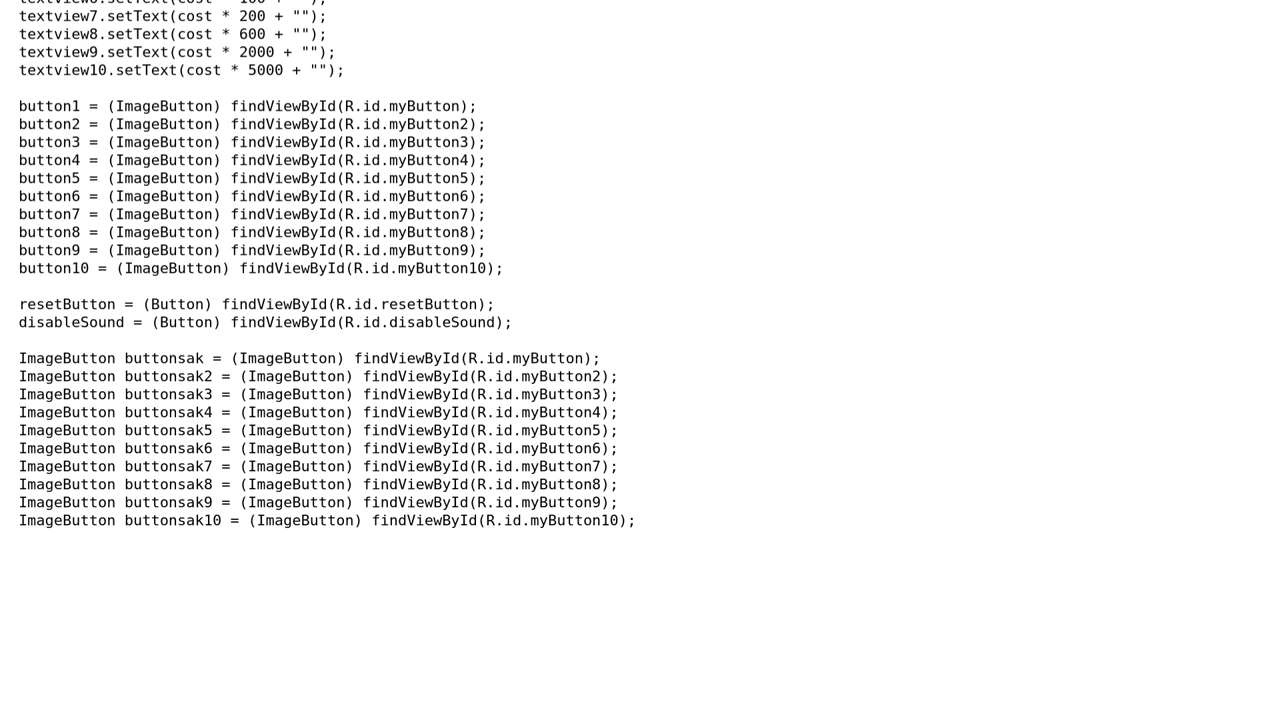 textview6.setText(cost * 100 + "");
textview7.setText(cost * 200 + "");
textview8.setText(cost * 600 + "");
textview9.setText(cost * 2000 + "");
textview10.setText(cost * 5000 + "");
button1 = (ImageButton) findViewById(R.id.myButton);
button2 = (ImageButton) findViewById(R.id.myButton2);
button3 = (ImageButton) findViewById(R.id.myButton3);
button4 = (ImageButton) findViewById(R.id.myButton4);
button5 = (ImageButton) findViewById(R.id.myButton5);
button6 = (ImageButton) findViewById(R.id.myButton6);
button7 = (ImageButton) findViewById(R.id.myButton7);
button8 = (ImageButton) findViewById(R.id.myButton8);
button9 = (ImageButton) findViewById(R.id.myButton9);
button10 = (ImageButton) findViewById(R.id.myButton10);
resetButton = (Button) findViewById(R.id.resetButton);
disableSound = (Button) findViewById(R.id.disableSound);
ImageButton buttonsak = (ImageButton) findViewById(R.id.myButton);
ImageButton buttonsak2 = (ImageButton) findViewById(R.id.myButton2);
ImageButton buttonsak3 = (ImageButton) findViewById(R.id.myButton3);
ImageButton buttonsak4 = (ImageButton) findViewById(R.id.myButton4);
ImageButton buttonsak5 = (ImageButton) findViewById(R.id.myButton5);
ImageButton buttonsak6 = (ImageButton) findViewById(R.id.myButton6);
ImageButton buttonsak7 = (ImageButton) findViewById(R.id.myButton7);
ImageButton buttonsak8 = (ImageButton) findViewById(R.id.myButton8);
ImageButton buttonsak9 = (ImageButton) findViewById(R.id.myButton9);
ImageButton buttonsak10 = (ImageButton) findViewById(R.id.myButton10);